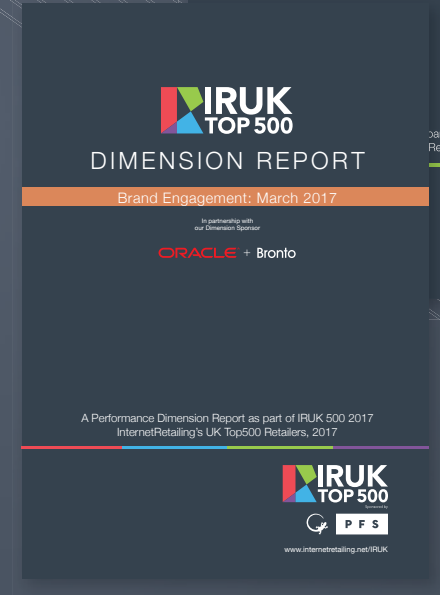 IRUK
TOP 500
DIMENSION REPORT
Brand Engagement: March 2017
In partnership with
our Dimension Sponsor
ORACLE + Bronto
A Performance Dimension Report as part of IRUK 500 2017
InternetRetailing's UK Top500 Retailers, 2017
IRUK
TOP 500
Sponsored by
PFS
www.internetretailing.net/IRUK